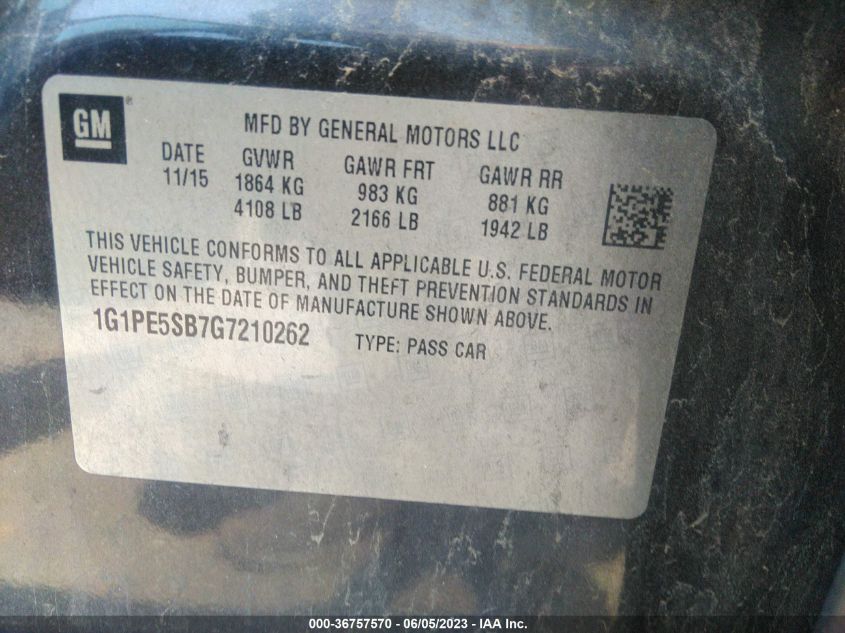 GM ®
MFD BY GENERAL MOTORS LLC
DATE GVWR GAWR FRT GAWR RR
11/15 1864 KG 983 KG 881 KG
4108 LB 2166 LB 1942 LB
THIS VEHICLE CONFORMS TO ALL APPLICABLE U.S. FEDERAL MOTOR
VEHICLE SAFETY, BUMPER, AND THEFT PREVENTION STANDARDS IN
EFFECT ON THE DATE OF MANUFACTURE SHOWN ABOVE.
1G1PE5SB7G7210262 TYPE: PASS CAR
000-36757570 - 06/05/2023 - IAA Inc.